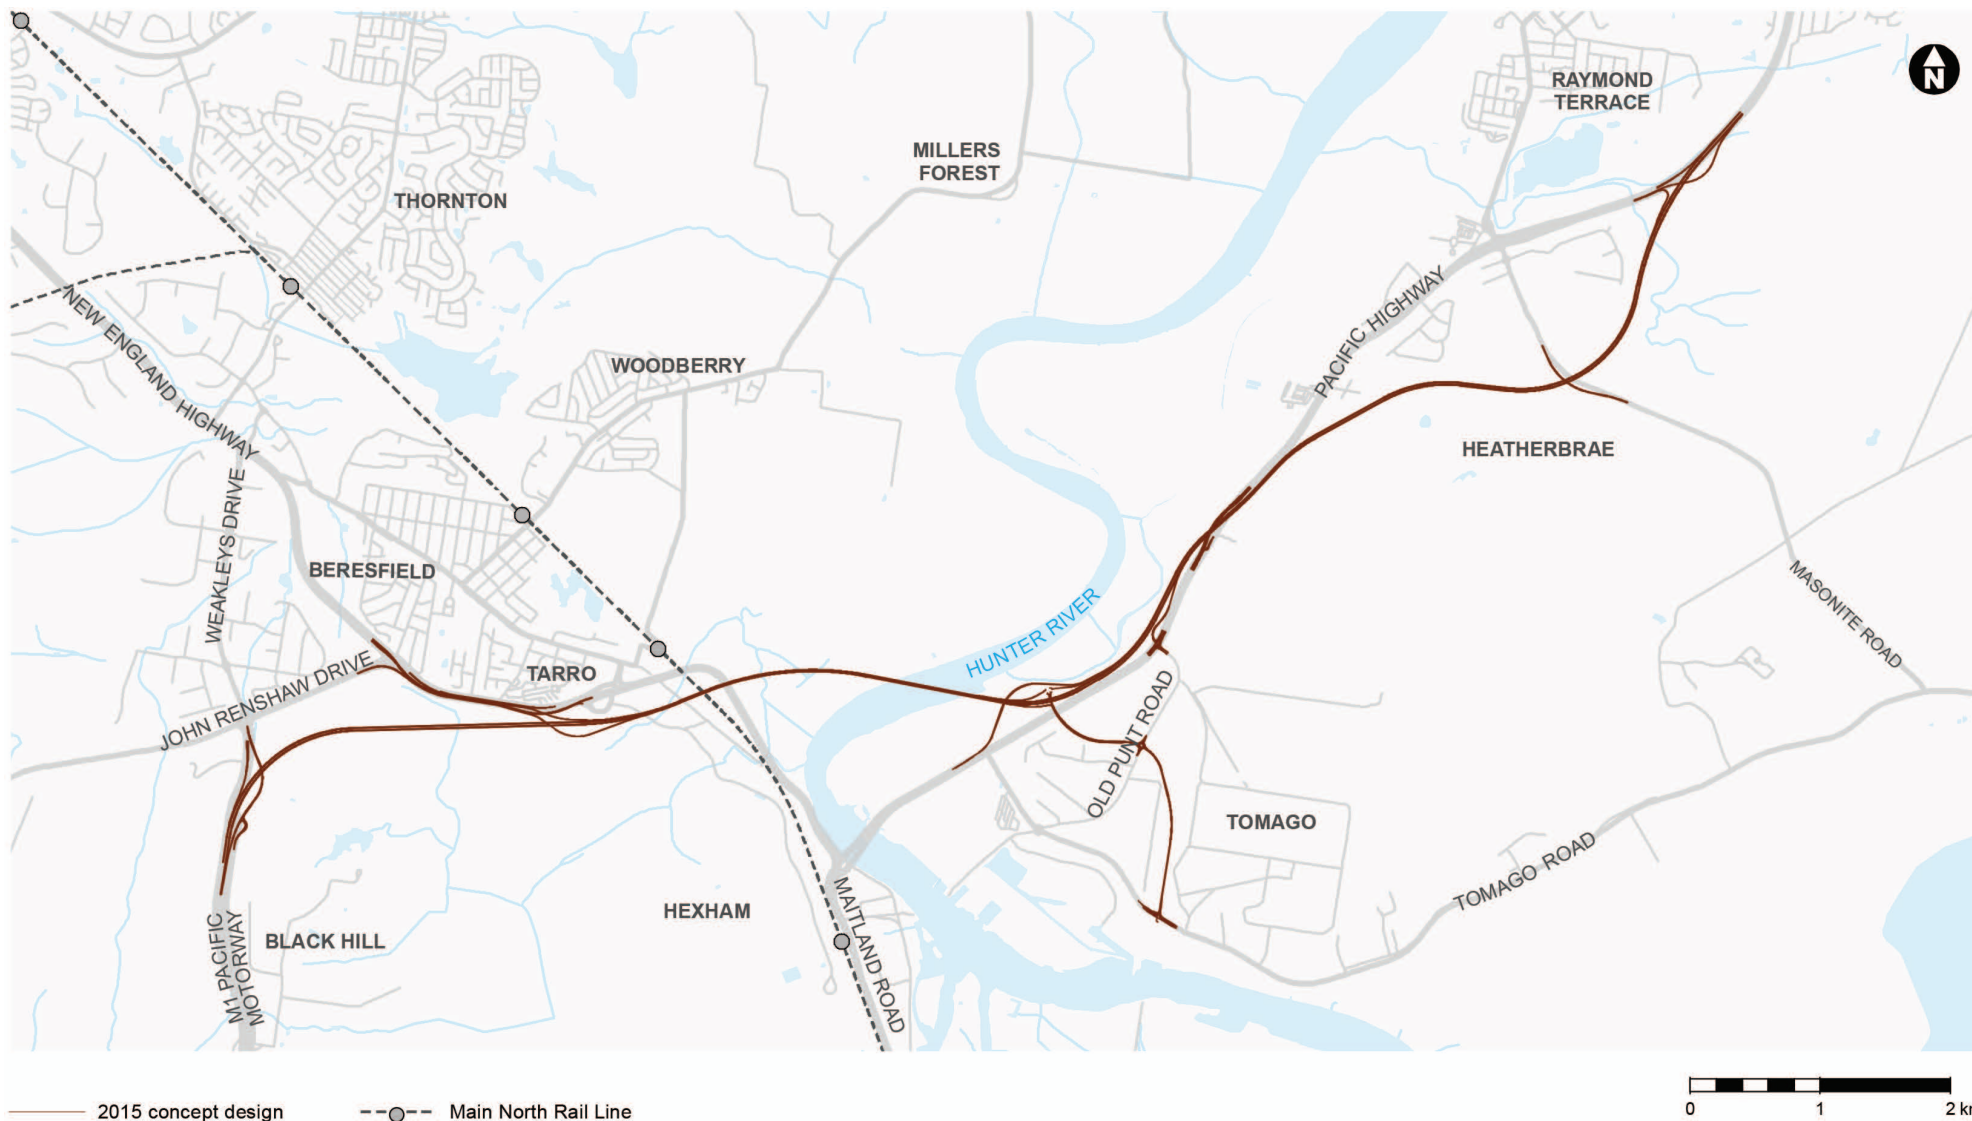 N
RAYMOND
TERRACE
MILLERS
FOREST
THORNTON
NEW ENGLAND HIGHWAY
PACIFIC HIGHWAY
WOODBERRY
HEATHERBRAE
WEAKLEYS DRIVE
BERESFIELD
MASONITE ROAD
HUNTER RIVER
TARRO
JOHN RENSHAW DRIVE
OLD PUNT ROAD
TOMAGO
TOMAGO ROAD
HEXHAM
MAITLAND ROAD
BLACK HILL
M1 PACIFIC
MOTORWAY
2015 concept design
Main North Rail Line
0 1 2 km